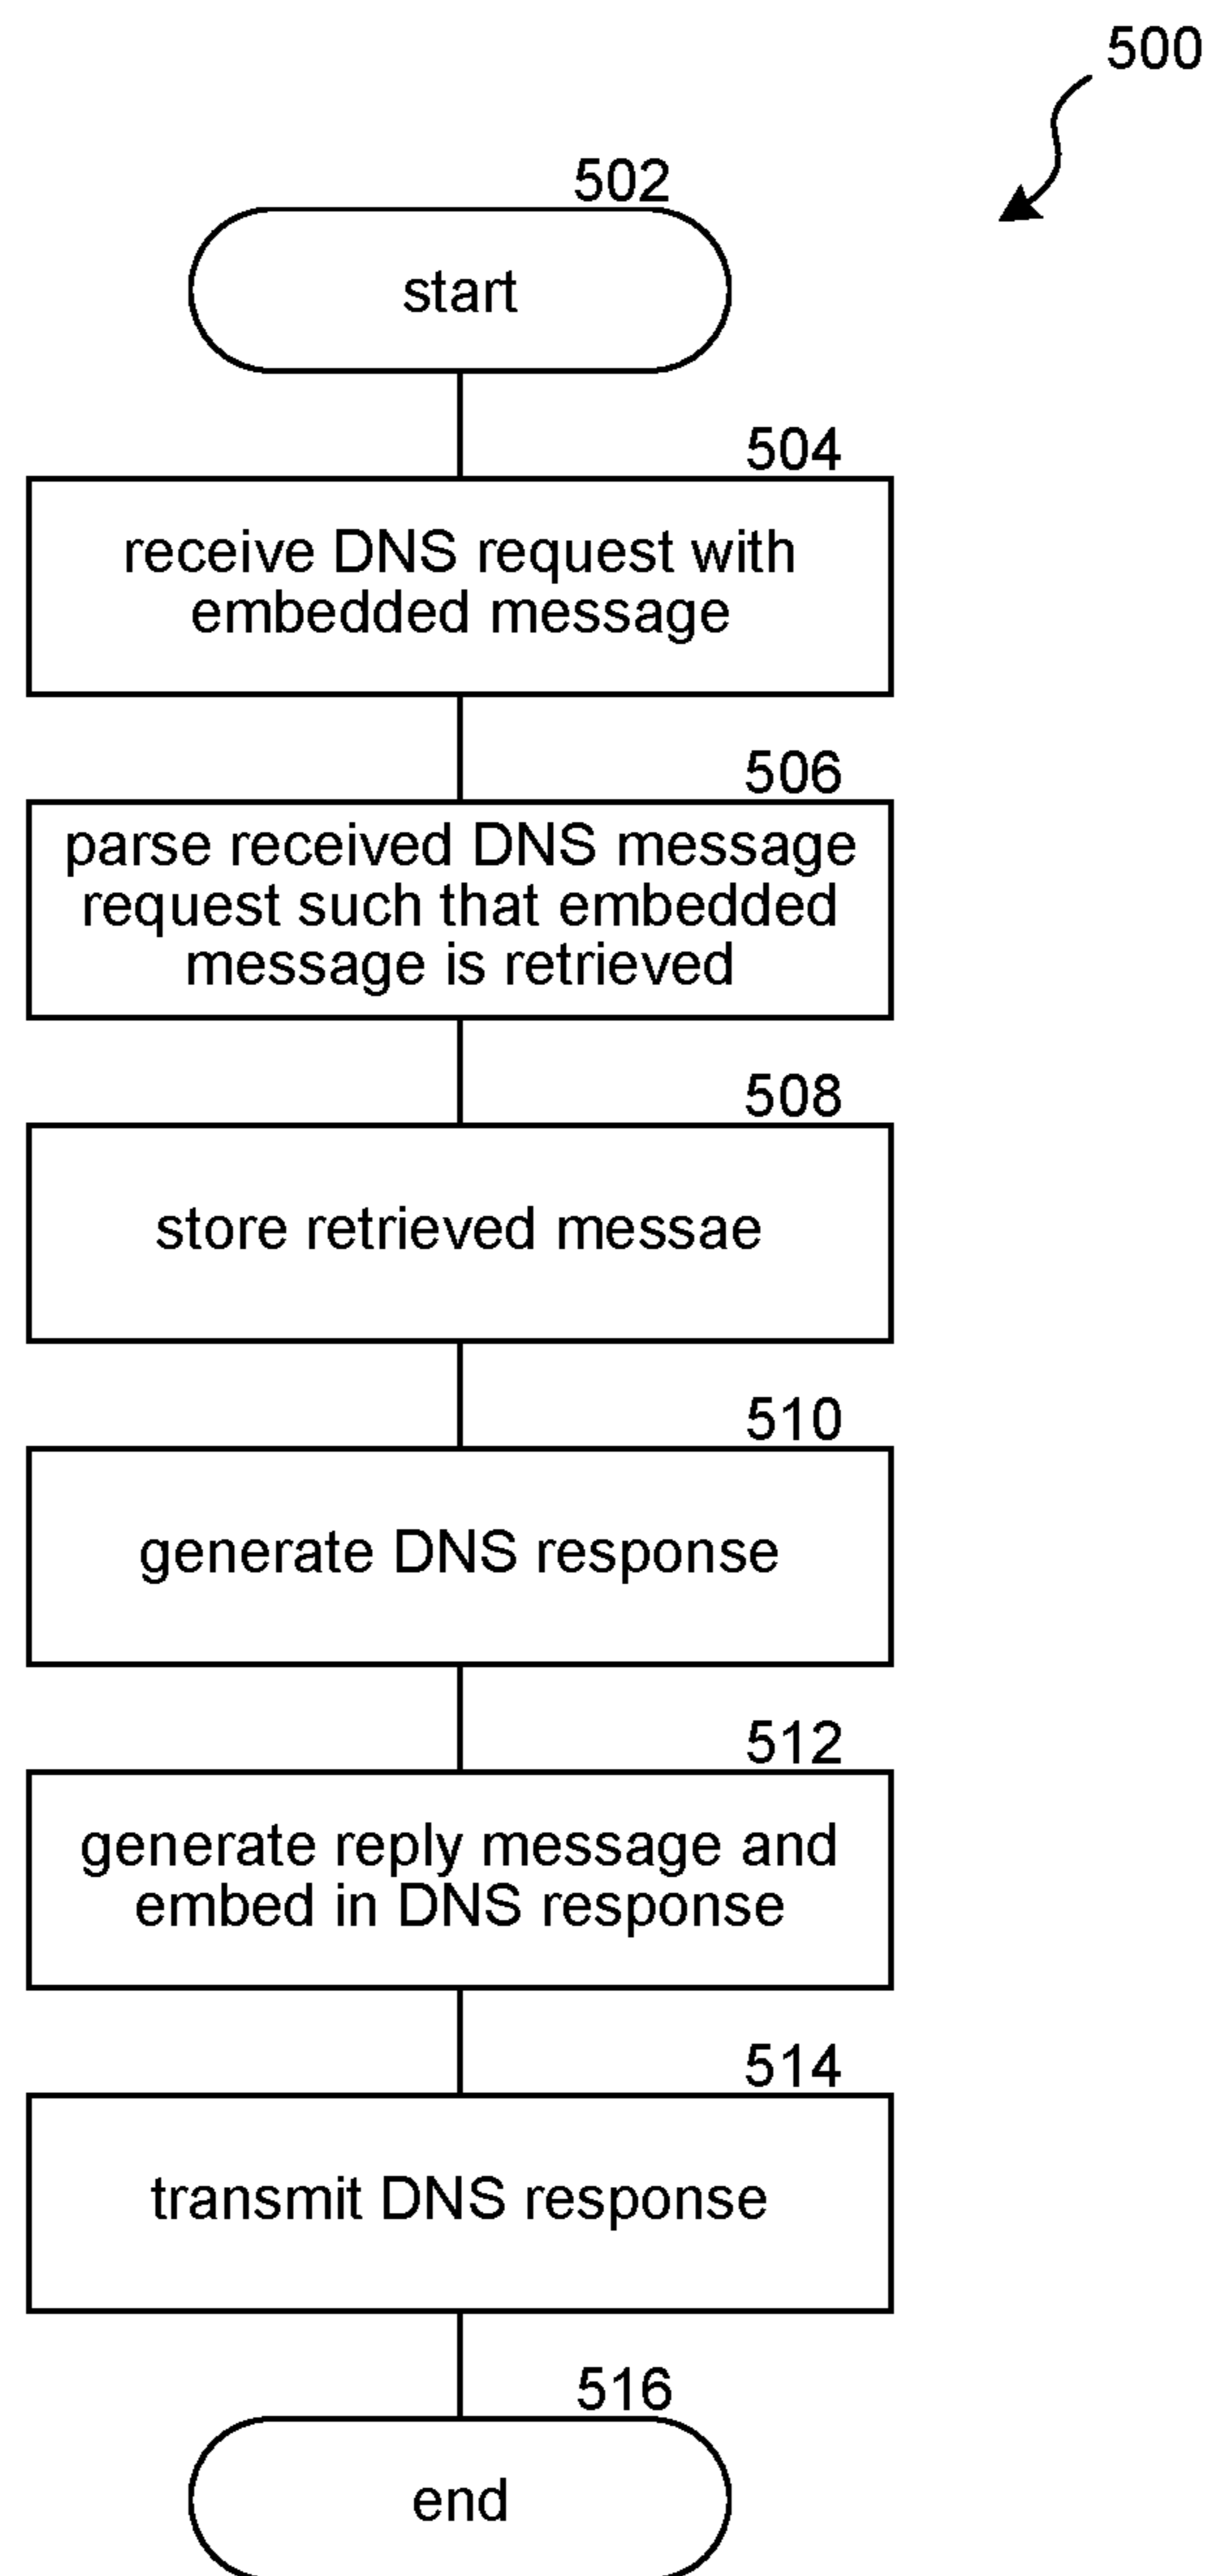 500
502
start
504
receive DNS request with
embedded message
506
parse received DNS message
request such that embedded
message is retrieved
508
store retrieved messae
510
generate DNS response
512
generate reply message and
embed in DNS response
514
transmit DNS response
516
end